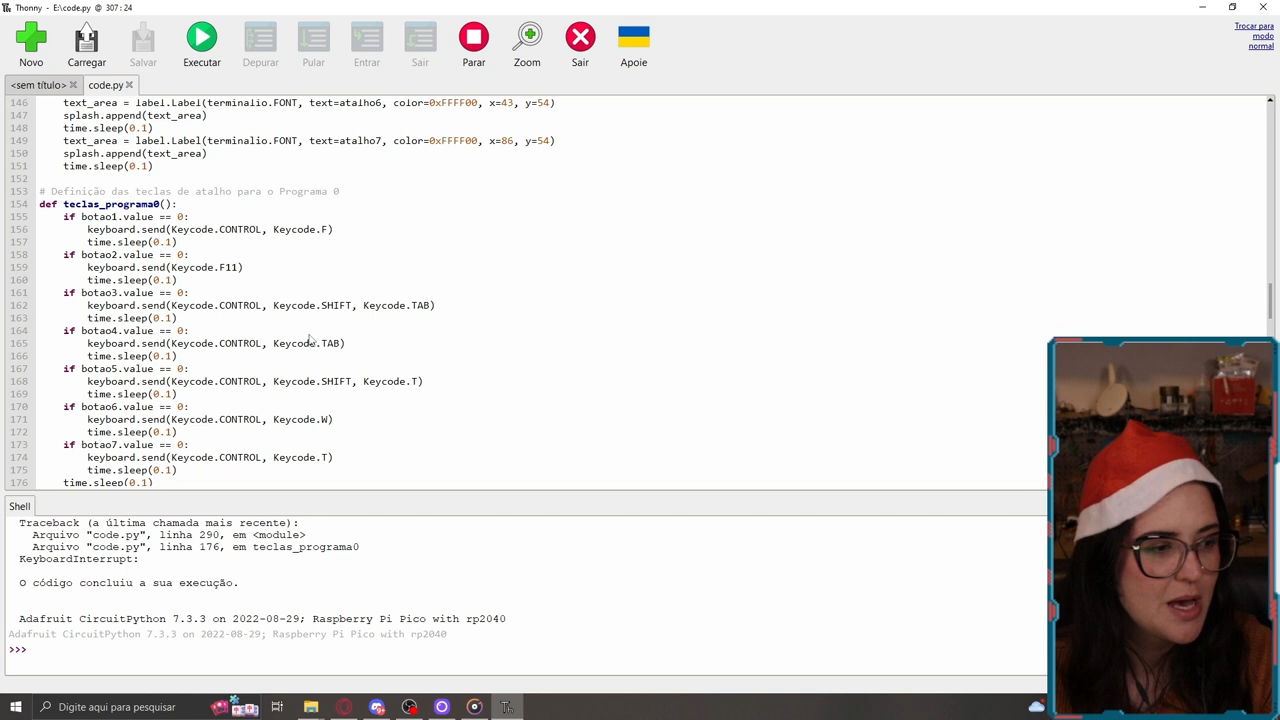 Thonny - E:\code.py @ 307:24
Trocar para
modo
normal
Novo Carregar Salvar Executar Depurar Pular Entrar Sair Parar Zoom Sair Apoie
<sem título> code.py
146 text_area = label.Label(terminalio.FONT, text=atalho6, color=0xFFFF00, x=43, y=54)
147 splash.append(text_area)
148 time.sleep(0.1)
149 text_area = label.Label(terminalio.FONT, text=atalho7, color=0xFFFF00, x=86, y=54)
150 splash.append(text_area)
151 time.sleep(0.1)
152
153 # Definição das teclas de atalho para o Programa 0
154 def teclas_programa0():
155 if botao1.value == 0:
156 keyboard.send(Keycode.CONTROL, Keycode.F)
157 time.sleep(0.1)
158 if botao2.value == 0:
159 keyboard.send(Keycode.F11)
160 time.sleep(0.1)
161 if botao3.value == 0:
162 keyboard.send(Keycode.CONTROL, Keycode.SHIFT, Keycode.TAB)
163 time.sleep(0.1)
164 if botao4.value == 0:
165 keyboard.send(Keycode.CONTROL, Keycode.TAB)
166 time.sleep(0.1)
167 if botao5.value == 0:
168 keyboard.send(Keycode.CONTROL, Keycode.SHIFT, Keycode.T)
169 time.sleep(0.1)
170 if botao6.value == 0:
171 keyboard.send(Keycode.CONTROL, Keycode.W)
172 time.sleep(0.1)
173 if botao7.value == 0:
174 keyboard.send(Keycode.CONTROL, Keycode.T)
175 time.sleep(0.1)
176 time.sleep(0.1)
Shell
Traceback (a última chamada mais recente):
Arquivo "code.py", linha 290, em <module>
Arquivo "code.py", linha 176, em teclas_programa0
KeyboardInterrupt:
O código concluiu a sua execução.
Adafruit CircuitPython 7.3.3 on 2022-08-29; Raspberry Pi Pico with rp2040
Adafruit CircuitPython 7.3.3 on 2022-08-29; Raspberry Pi Pico with rp2040
>>>
Digite aqui para pesquisar